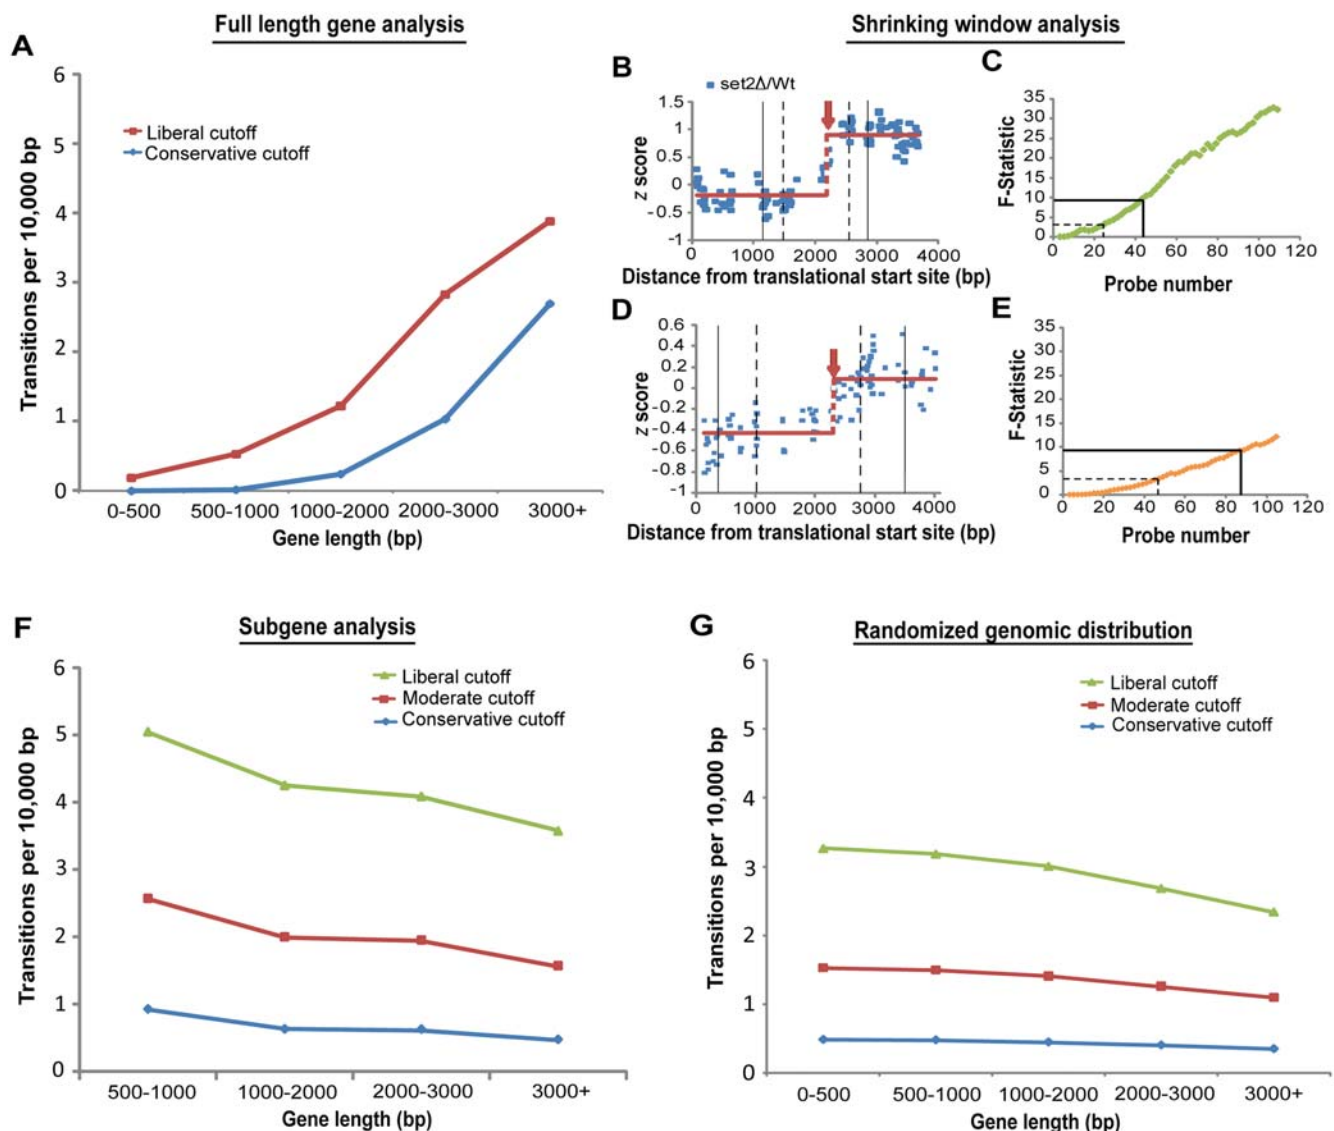 Full length gene analysis
Shrinking window analysis
A
6
5
4
3
2
1
0
Transitions per 10,000 bp
Liberal cutoff
Conservative cutoff
0-500
500-1000
1000-2000
2000-3000
3000+
Gene length (bp)
B
set2Δ/Wt
1.5
1
0.5
0
-0.5
-1
z score
0
1000
2000
3000
4000
Distance from translational start site (bp)
C
35
30
25
20
15
10
5
0
F-Statistic
0
20
40
60
80
100
120
Probe number
D
0.6
0.4
0.2
0
-0.2
-0.4
-0.6
-0.8
-1
z score
0
1000
2000
3000
4000
Distance from translational start site (bp)
E
35
30
25
20
15
10
5
0
F-Statistic
0
20
40
60
80
100
120
Probe number
F
Subgene analysis
6
5
4
3
2
1
0
Transitions per 10,000 bp
Liberal cutoff
Moderate cutoff
Conservative cutoff
500-1000
1000-2000
2000-3000
3000+
Gene length (bp)
G
Randomized genomic distribution
6
5
4
3
2
1
0
Transitions per 10,000 bp
Liberal cutoff
Moderate cutoff
Conservative cutoff
0-500
500-1000
1000-2000
2000-3000
3000+
Gene length (bp)